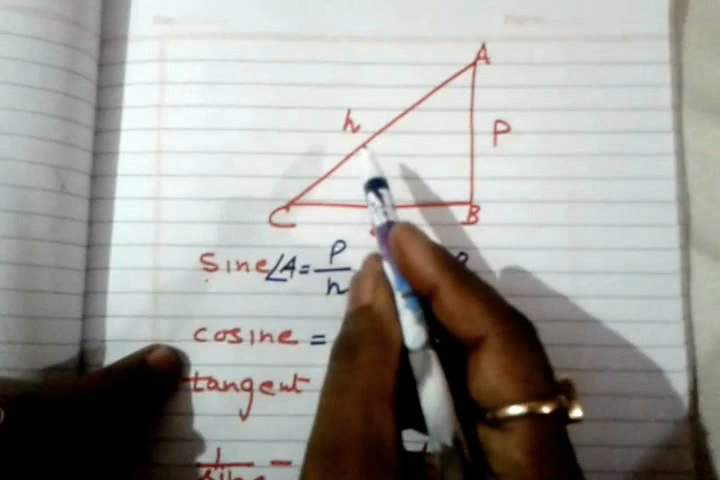 A
h
P
C
B
Sine ∠A = P/h
cosine =
tangent